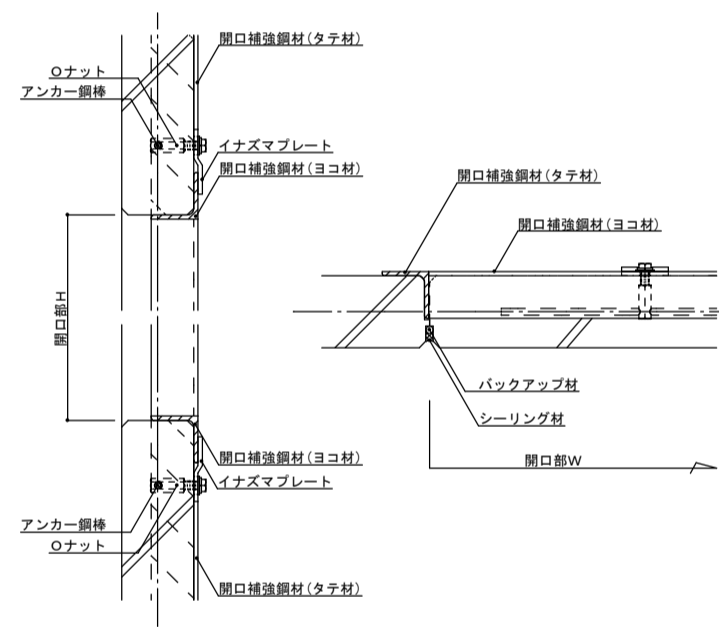 開口補強鋼材(タテ材)
Oナット
アンカー鋼棒
イナズマプレート
開口補強鋼材(ヨコ材)
開口部H
開口補強鋼材(ヨコ材)
イナズマプレート
アンカー鋼棒
Oナット
開口補強鋼材(タテ材)
開口補強鋼材(タテ材)
開口補強鋼材(ヨコ材)
バックアップ材
シーリング材
開口部W